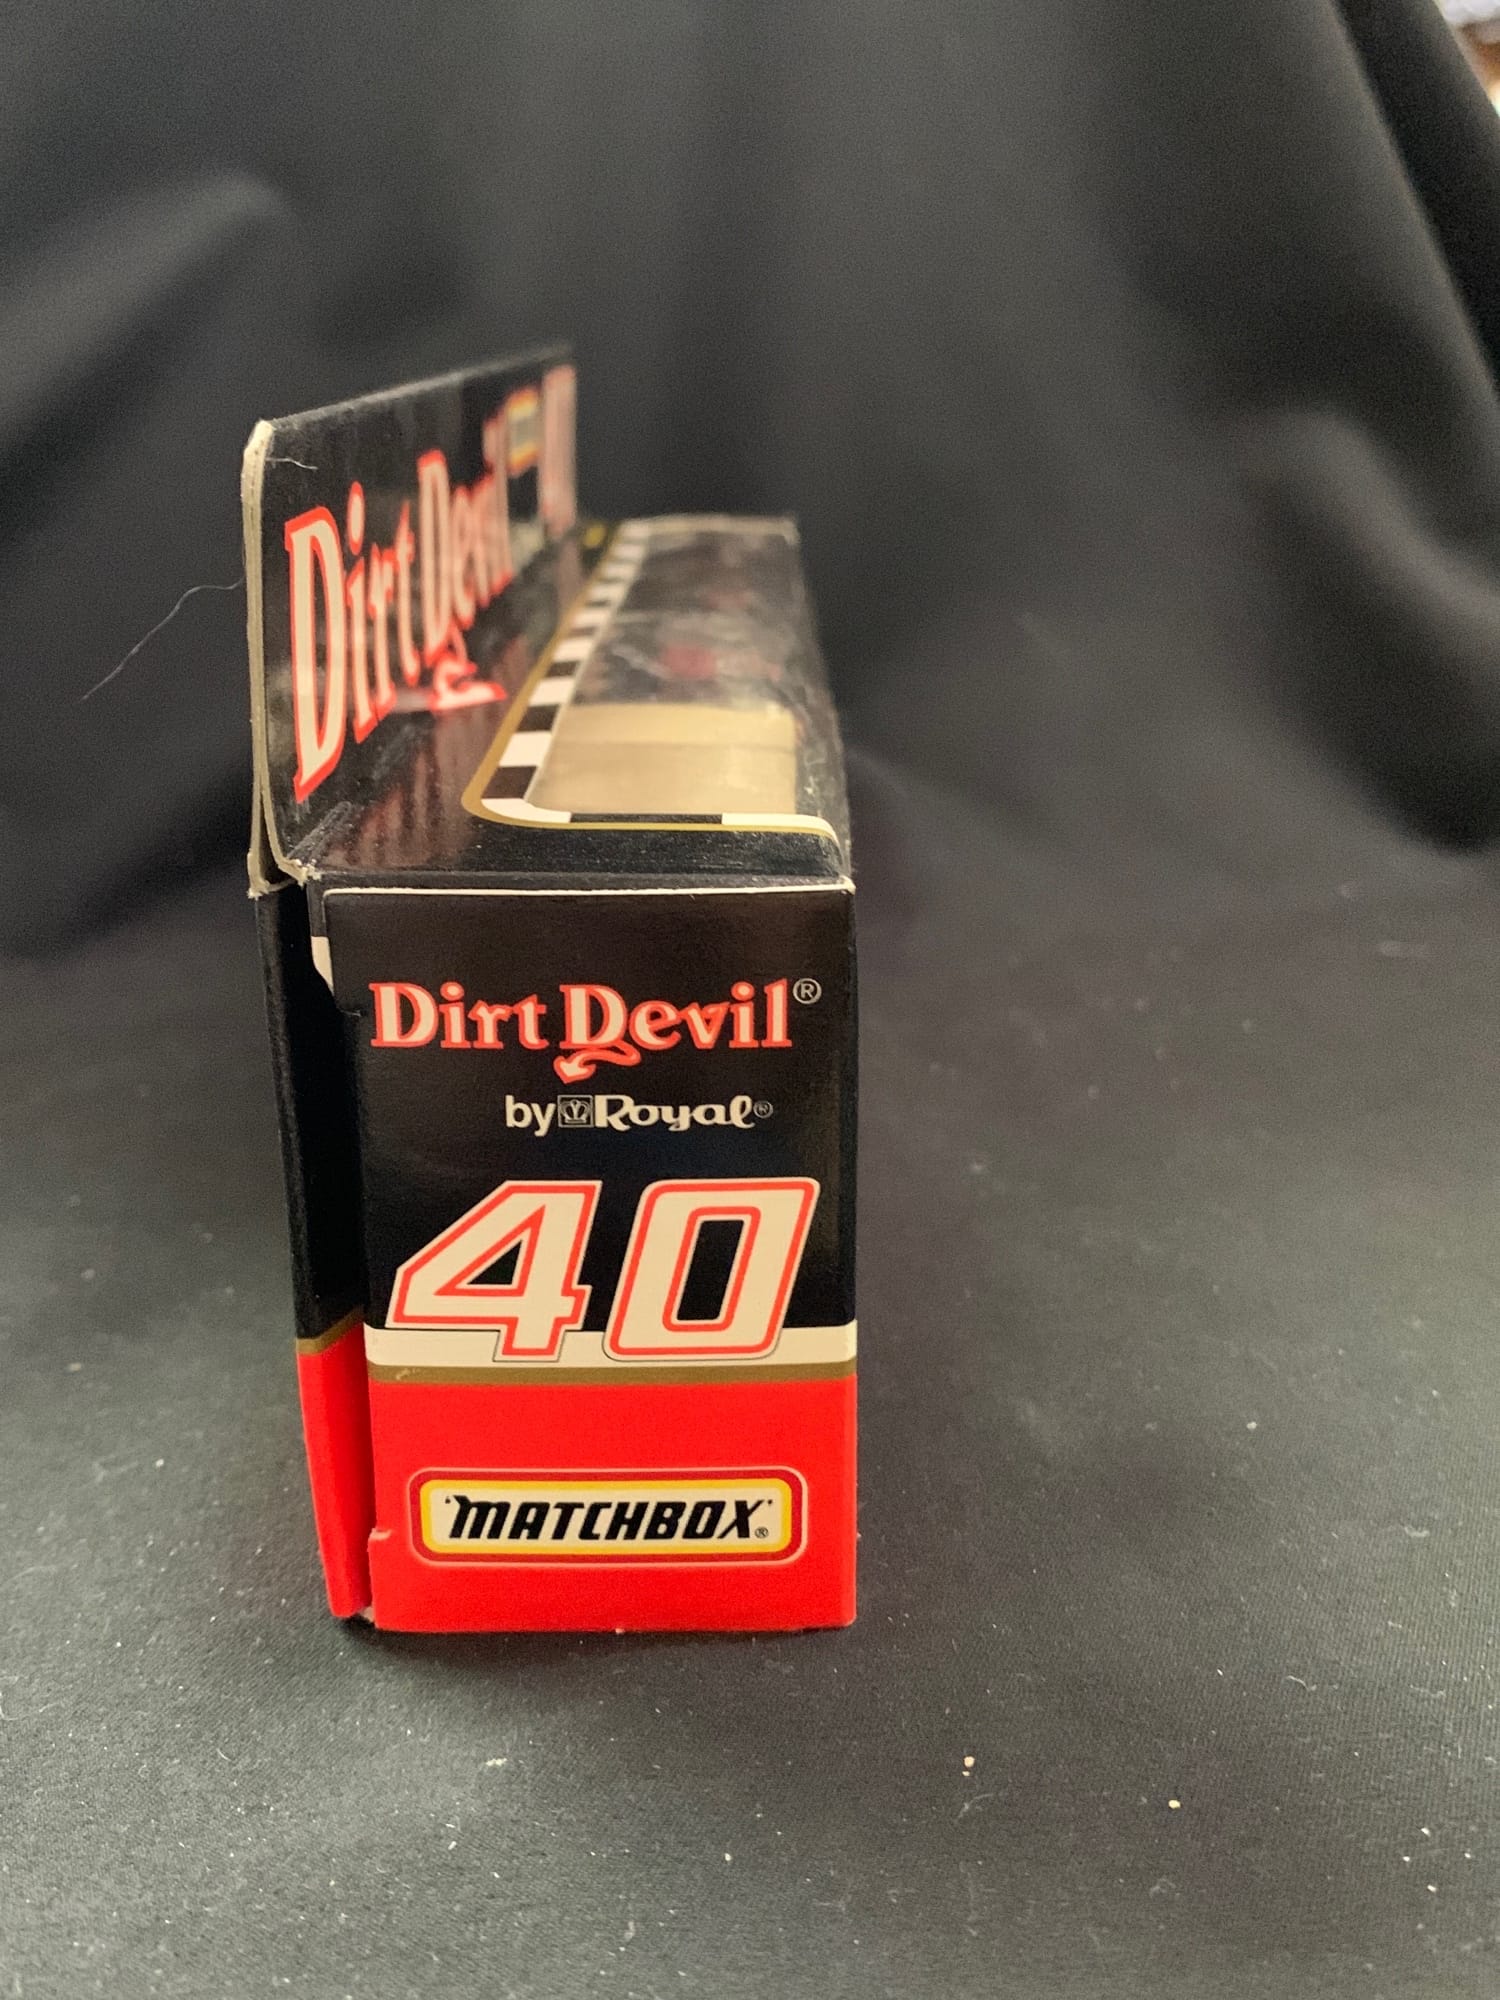 Dirt Devil
Dirt Devil®
by Royal®
40
'MATCHBOX'®